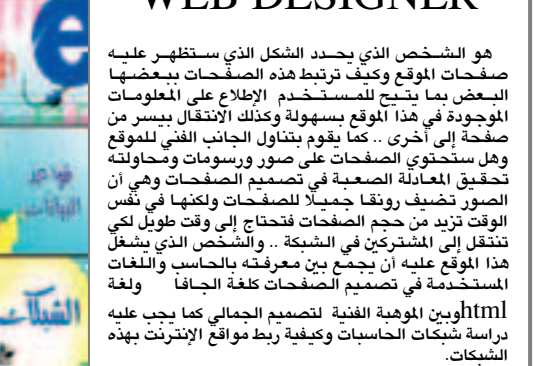 WEB DESIGNER
هو الشخص الذي يحدد الشكل الذي ستظهر عليه
صفحات الموقع وكيف ترتبط هذه الصفحات ببعضها
البعض بما يتيح للمستخدم الإطلاع على المعلومات
الموجودة في هذا الموقع بسهولة وكذلك الانتقال بيسر من
صفحة إلى أخرى .. كما يقوم بتناول الجانب الفني للموقع
وهل ستحتوي الصفحات على صور ورسومات ومحاولته
تحقيق المعادلة الصعبة في تصميم الصفحات وهي أن
الصور تضيف رونقا جميلا للصفحات ولكنها في نفس
الوقت تزيد من حجم الصفحات فتحتاج إلى وقت طويل لكي
تنتقل إلى المشتركين في الشبكة .. والشخص الذي يشغل
هذا الموقع عليه أن يجمع بين معرفته بالحاسب واللغات
المستخدمة في تصميم الصفحات كلغة الجافا ولغة
html وبين الموهبة الفنية لتصميم الجمالي كما يجب عليه
دراسة شبكات الحاسبات وكيفية ربط مواقع الإنترنت بهذه
الشبكات.
e
قواعد
البيانات
الشبكات